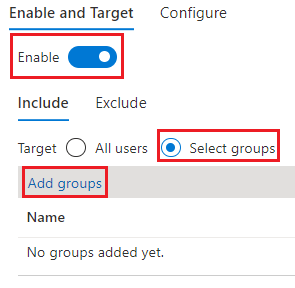 Enable and Target Configure
Enable
Include Exclude
Target All users Select groups
Add groups
Name
No groups added yet.